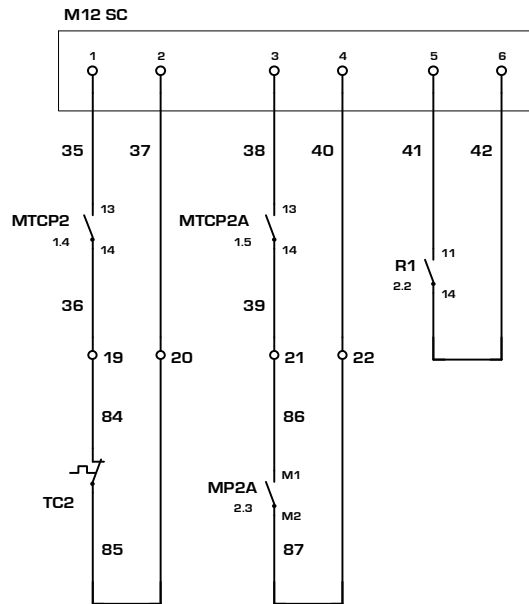 M12 SC
1 2 3 4 5 6
35 37 38 40 41 42
MTCP2 13 MTCP2A 13
1.4 14 1.5 14
R1 11
2.2 14
36 39
19 20 21 22
84 86
TC2
MP2A M1
2.3 M2
85 87